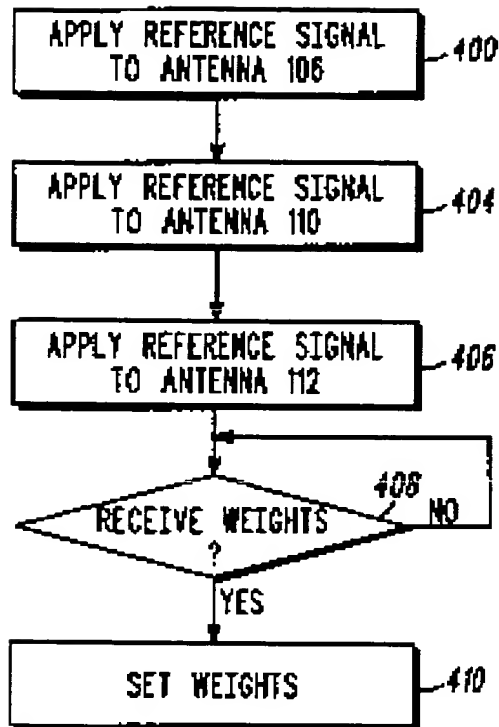 APPLY REFERENCE SIGNAL
TO ANTENNA 106
400
APPLY REFERENCE SIGNAL
TO ANTENNA 110
404
APPLY REFERENCE SIGNAL
TO ANTENNA 112
406
RECEIVE WEIGHTS
?
408
NO
YES
SET WEIGHTS
410